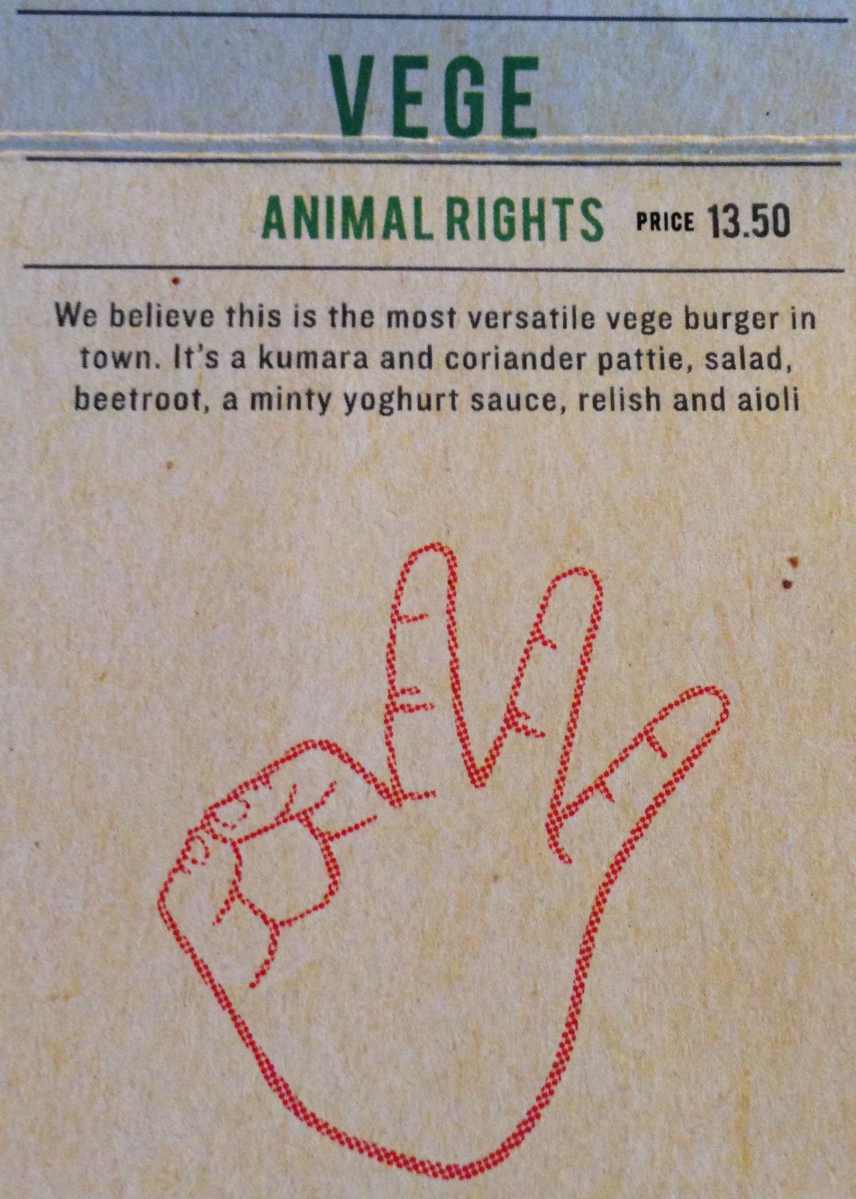 VEGE
ANIMAL RIGHTS PRICE 13.50
We believe this is the most versatile vege burger in
town. It's a kumara and coriander pattie, salad,
beetroot, a minty yoghurt sauce, relish and aioli